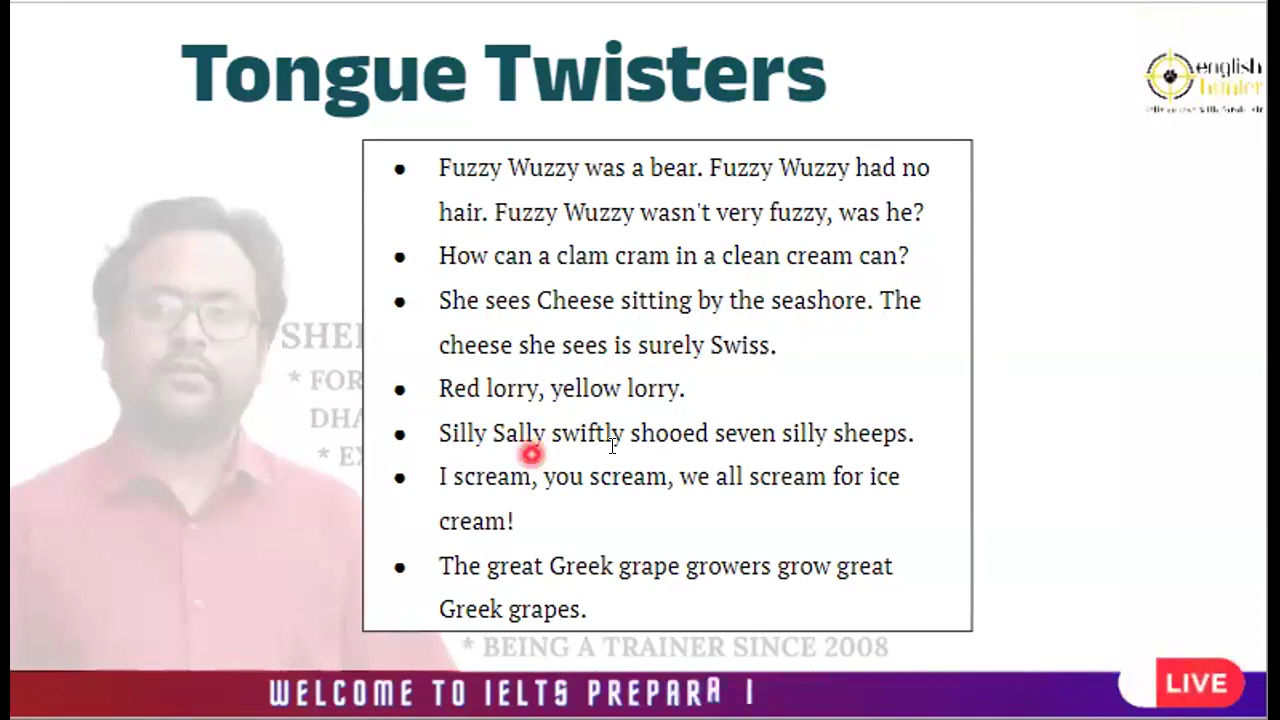 Tongue Twisters
english
hunter
● Fuzzy Wuzzy was a bear. Fuzzy Wuzzy had no
hair. Fuzzy Wuzzy wasn't very fuzzy, was he?
● How can a clam cram in a clean cream can?
● She sees Cheese sitting by the seashore. The
cheese she sees is surely Swiss.
● Red lorry, yellow lorry.
● Silly Sally swiftly shooed seven silly sheeps.
● I scream, you scream, we all scream for ice
cream!
● The great Greek grape growers grow great
Greek grapes.
* FOR
DHA
* EX
* BEING A TRAINER SINCE 2008
WELCOME TO IELTS PREPARA
LIVE